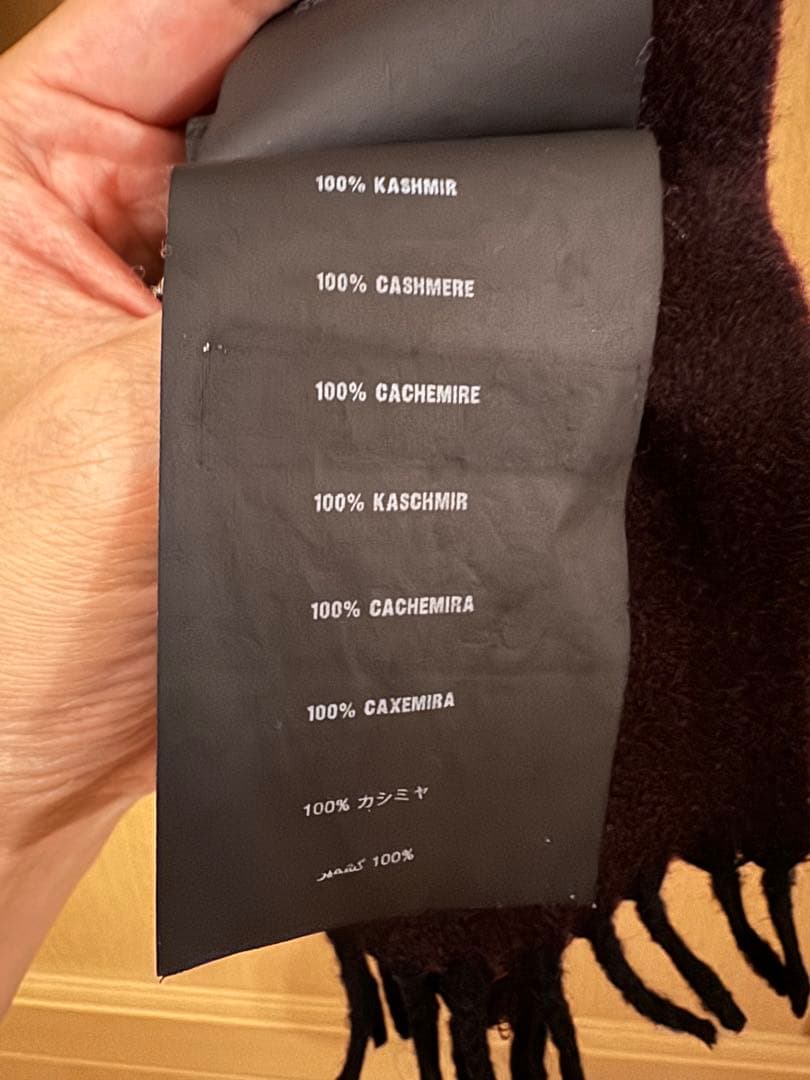 100% KASHMIR
100% CASHMERE
100% CACHEMIRE
100% KASCHMIR
100% CACHEMIRA
100% CAXEMIRA
100% カシミヤ
100% كشمير